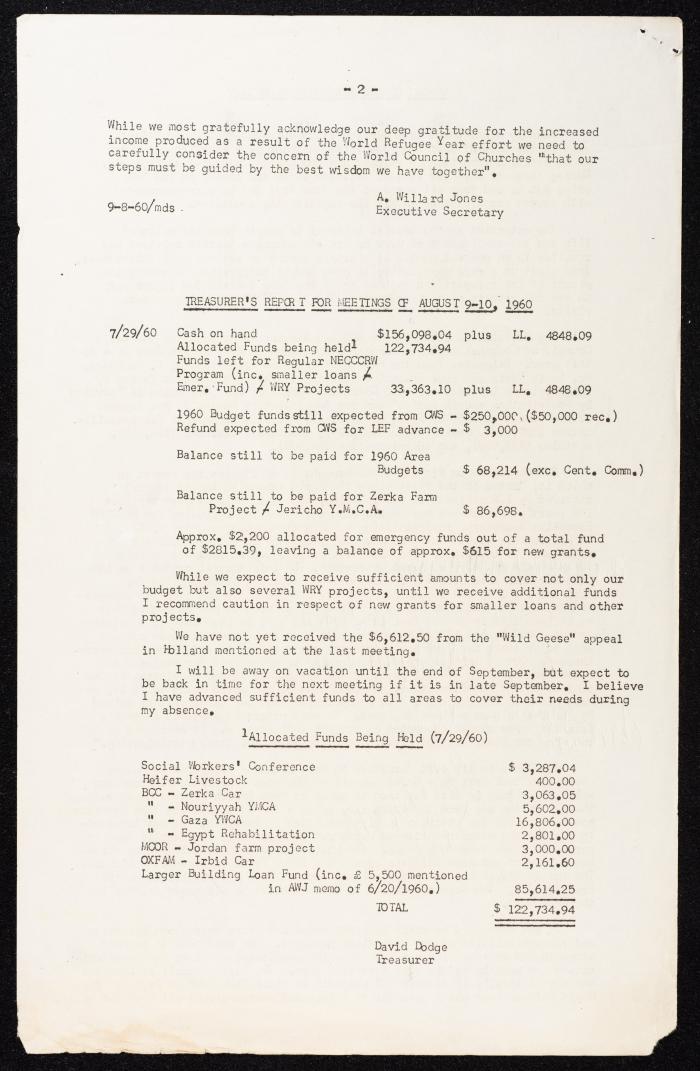 - 2 -
While we most gratefully acknowledge our deep gratitude for the increased
income produced as a result of the World Refugee Year effort we need to
carefully consider the concern of the World Council of Churches "that our
steps must be guided by the best wisdom we have together".
A. Willard Jones
9-8-60/mds.
Executive Secretary
TREASURER'S REPORT FOR MEETINGS OF AUGUST 9-10, 1960
7/29/60 Cash on hand $156,098.04 plus LL. 4848.09
Allocated Funds being held1 122,734.94
Funds left for Regular NECCCRW
Program (inc. smaller loans /
Emer. Fund) / WRY Projects 33,363.10 plus LL. 4848.09
1960 Budget funds still expected from CWS - $250,000. ($50,000 rec.)
Refund expected from CWS for LEF advance - $ 3,000
Balance still to be paid for 1960 Area
Budgets $ 68,214 (exc. Cent. Comm.)
Balance still to be paid for Zerka Farm
Project / Jericho Y.M.C.A. $ 86,698.
Approx. $2,200 allocated for emergency funds out of a total fund
of $2815.39, leaving a balance of approx. $615 for new grants.
While we expect to receive sufficient amounts to cover not only our
budget but also several WRY projects, until we receive additional funds
I recommend caution in respect of new grants for smaller loans and other
projects.
We have not yet received the $6,612.50 from the "Wild Geese" appeal
in Holland mentioned at the last meeting.
I will be away on vacation until the end of September, but expect to
be back in time for the next meeting if it is in late September. I believe
I have advanced sufficient funds to all areas to cover their needs during
my absence.
1Allocated Funds Being Held (7/29/60)
Social Workers' Conference $ 3,287.04
Heifer Livestock 400.00
BCC - Zerka Car 3,063.05
" - Nouriyyah YMCA 5,602.00
" - Gaza YWCA 16,806.00
" - Egypt Rehabilitation 2,801.00
MCOR - Jordan farm project 3,000.00
OXFAM - Irbid Car 2,161.60
Larger Building Loan Fund (inc. £ 5,500 mentioned
in AWJ memo of 6/20/1960.) 85,614.25
TOTAL $ 122,734.94
David Dodge
Treasurer